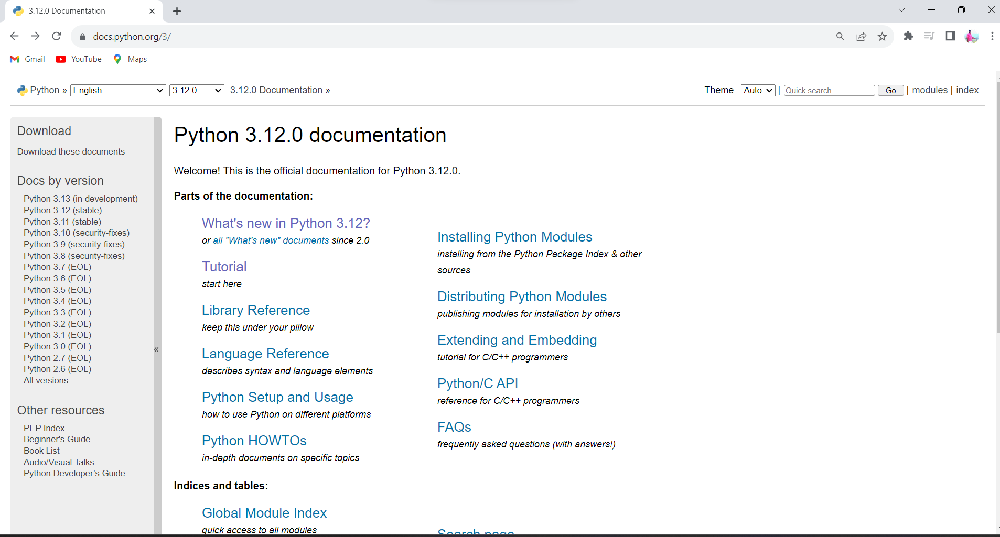 3.12.0 Documentation
docs.python.org/3/
Gmail YouTube Maps
Python » English 3.12.0 3.12.0 Documentation » Theme Auto | Quick search Go | modules | index
Download
Download these documents
Docs by version
Python 3.13 (in development)
Python 3.12 (stable)
Python 3.11 (stable)
Python 3.10 (security-fixes)
Python 3.9 (security-fixes)
Python 3.8 (security-fixes)
Python 3.7 (EOL)
Python 3.6 (EOL)
Python 3.5 (EOL)
Python 3.4 (EOL)
Python 3.3 (EOL)
Python 3.2 (EOL)
Python 3.1 (EOL)
Python 3.0 (EOL)
Python 2.7 (EOL)
Python 2.6 (EOL)
All versions
Other resources
PEP Index
Beginner's Guide
Book List
Audio/Visual Talks
Python Developer’s Guide
«
Python 3.12.0 documentation
Welcome! This is the official documentation for Python 3.12.0.
Parts of the documentation:
What's new in Python 3.12?
or all "What's new" documents since 2.0
Tutorial
start here
Library Reference
keep this under your pillow
Language Reference
describes syntax and language elements
Python Setup and Usage
how to use Python on different platforms
Python HOWTOs
in-depth documents on specific topics
Installing Python Modules
installing from the Python Package Index & other
sources
Distributing Python Modules
publishing modules for installation by others
Extending and Embedding
tutorial for C/C++ programmers
Python/C API
reference for C/C++ programmers
FAQs
frequently asked questions (with answers!)
Indices and tables:
Global Module Index
quick access to all modules
Search page